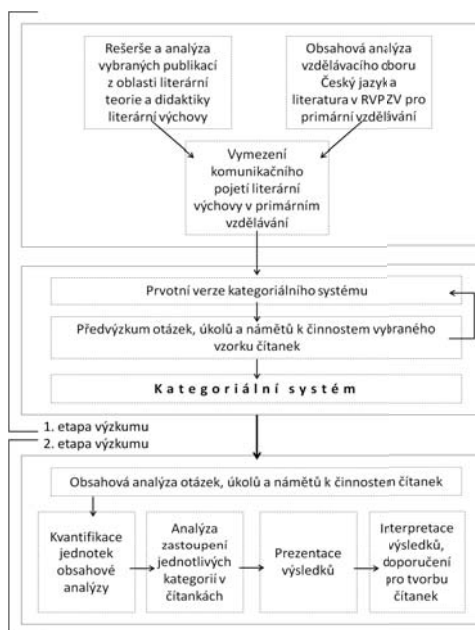 Rešerše a analýza
vybraných publikací
z oblasti literární
teorie a didaktiky
literární výchovy
Obsahová analýza
vzdělávacího oboru
Český jazyk a
literatura v RVP ZV pro
primární vzdělávání
Vymezení
komunikačního
pojetí literární
výchovy v primárním
vzdělávání
Prvotní verze kategoriálního systému
Předvýzkum otázek, úkolů a námětů k činnostem vybraného
vzorku čítanek
Kategoriální systém
1. etapa výzkumu
2. etapa výzkumu
Obsahová analýza otázek, úkolů a námětů k činnostem čítanek
Kvantifikace
jednotek
obsahové
analýzy
Analýza
zastoupení
jednotlivých
kategorií v
čítankách
Prezentace
výsledků
Interpretace
výsledků,
doporučení
pro tvorbu
čítanek